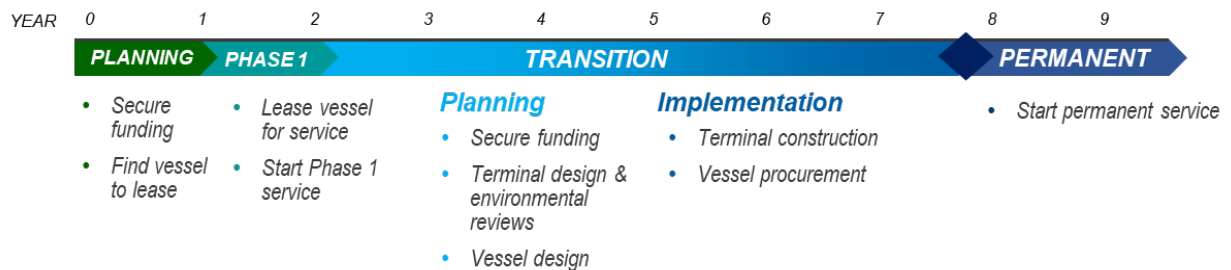 YEAR 0 1 2 3 4 5 6 7 8 9
PLANNING PHASE 1 TRANSITION PERMANENT
• Secure
funding
• Find vessel
to lease
• Lease vessel
for service
• Start Phase 1
service
Planning
• Secure funding
• Terminal design &
environmental
reviews
• Vessel design
Implementation
• Terminal construction
• Vessel procurement
• Start permanent service